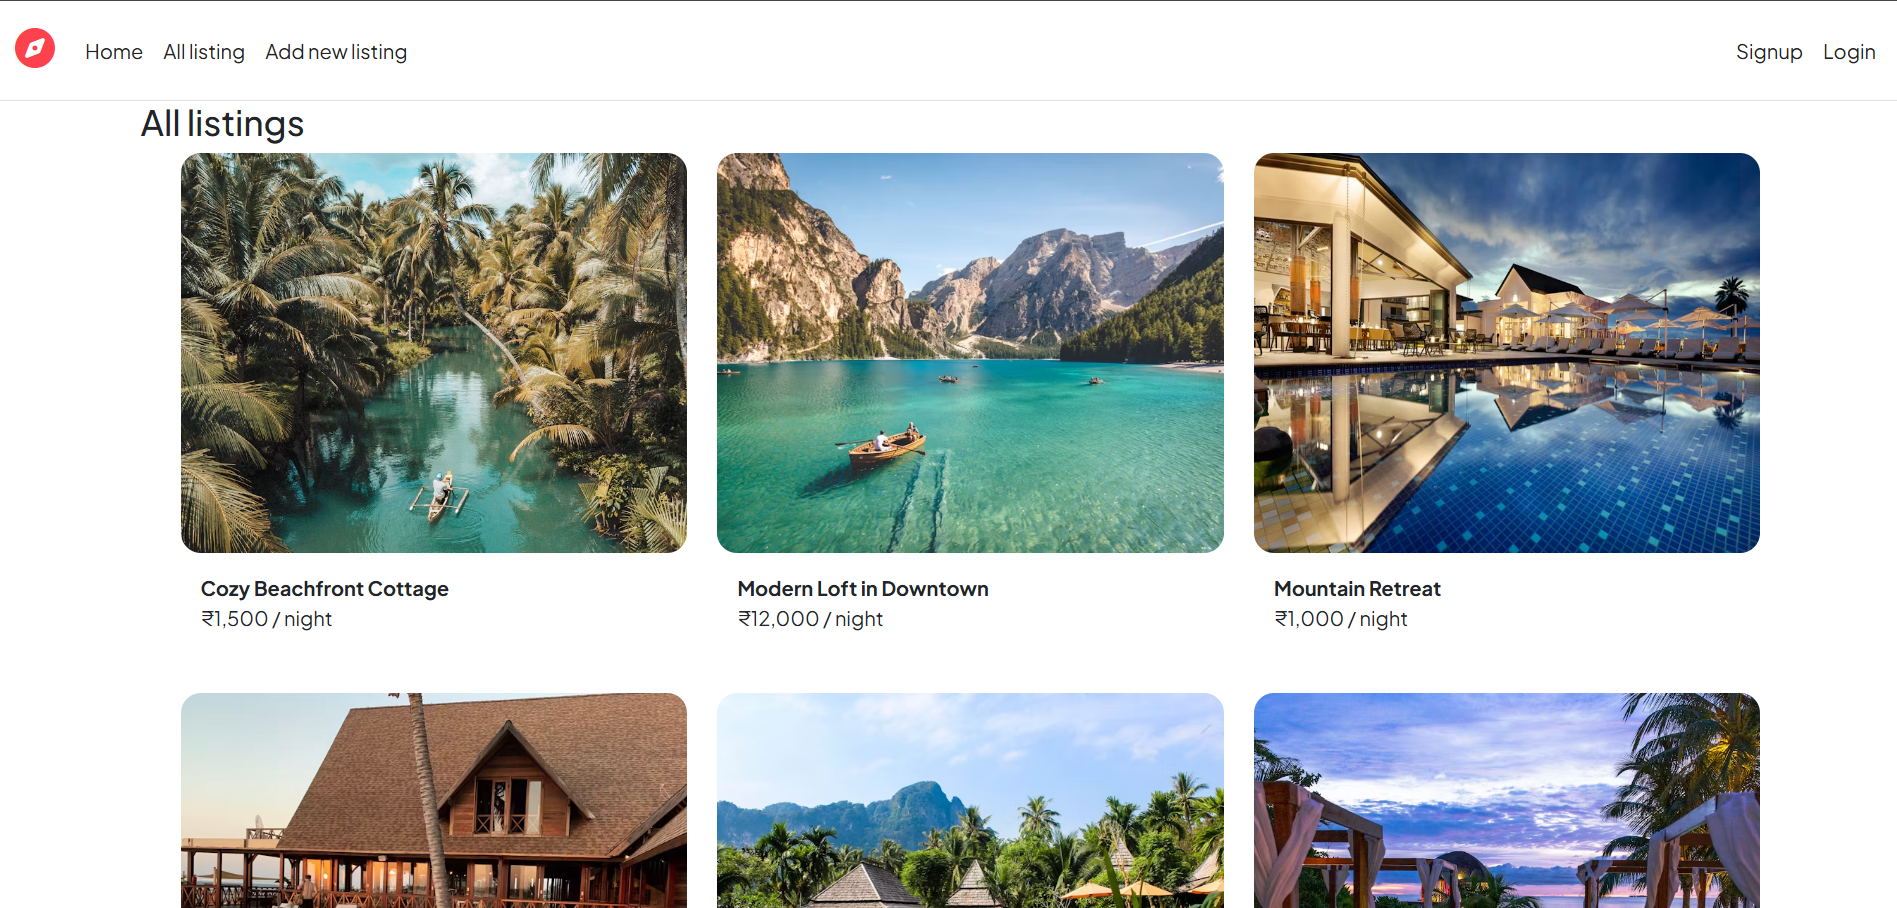 Home All listing Add new listing Signup Login
All listings
Cozy Beachfront Cottage
₹1,500 / night
Modern Loft in Downtown
₹12,000 / night
Mountain Retreat
₹1,000 / night